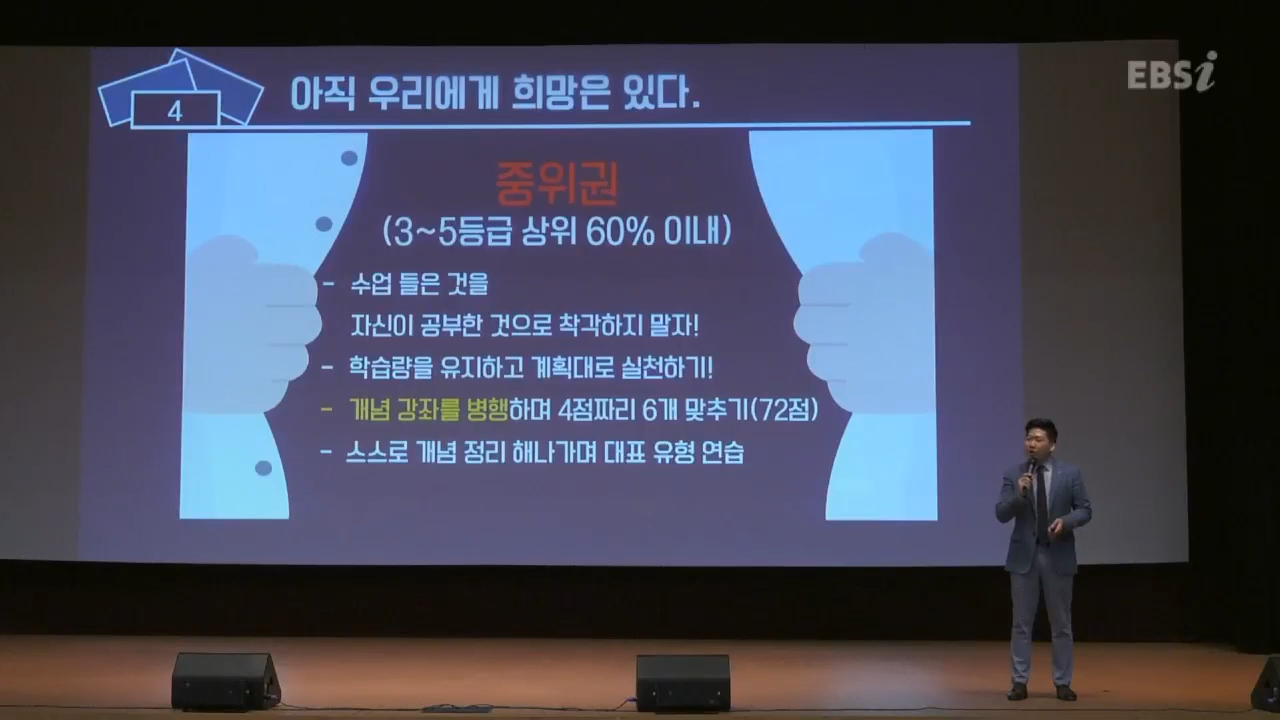 EBSi
4
아직 우리에게 희망은 있다.
중위권
(3~5등급 상위 60% 이내)
- 수업 들은 것을
자신이 공부한 것으로 착각하지 말자!
- 학습량을 유지하고 계획대로 실천하기!
- 개념 강좌를 병행하며 4점짜리 6개 맞추기(72점)
- 스스로 개념 정리 해나가며 대표 유형 연습